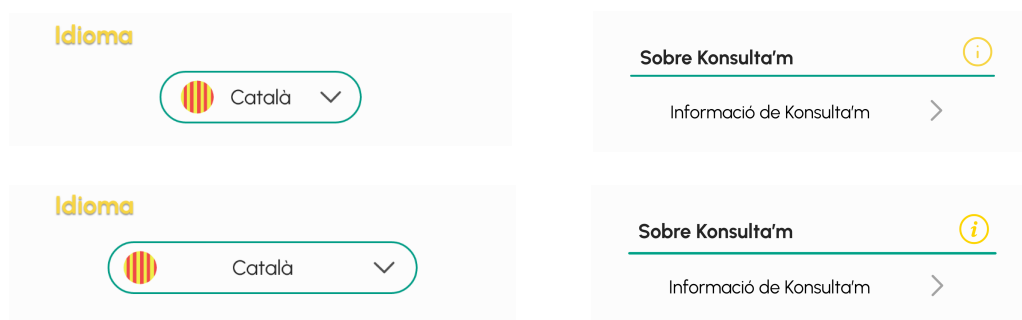 Idioma
Català
Sobre Konsulta'm
Informació de Konsulta'm
Idioma
Català
Sobre Konsulta'm
Informació de Konsulta'm